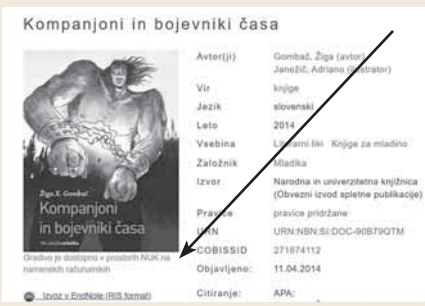 Kompanjoni in bojevniki časa
Žiga X. Gombač
Kompanjoni
in bojevniki časa
Gradivo je dostopno v prostorih NUK na
namenskih računalnikih
Izvoz v EndNote (RIS format)
Avtor(ji) Gombač, Žiga (avtor)
Janežič, Adriano (ilustrator)
Vir knjige
Jezik slovenski
Leto 2014
Vsebina Literarni liki Knjige za mladino
Založnik Mladika
Izvor Narodna in univerzitetna knjižnica
(Obvezni izvod spletne publikacije)
Pravice pravice pridržane
URN URN:NBN:SI:DOC-90B79QTM
COBISSID 271674112
Objavljeno: 11.04.2014
Citiranje: APA: